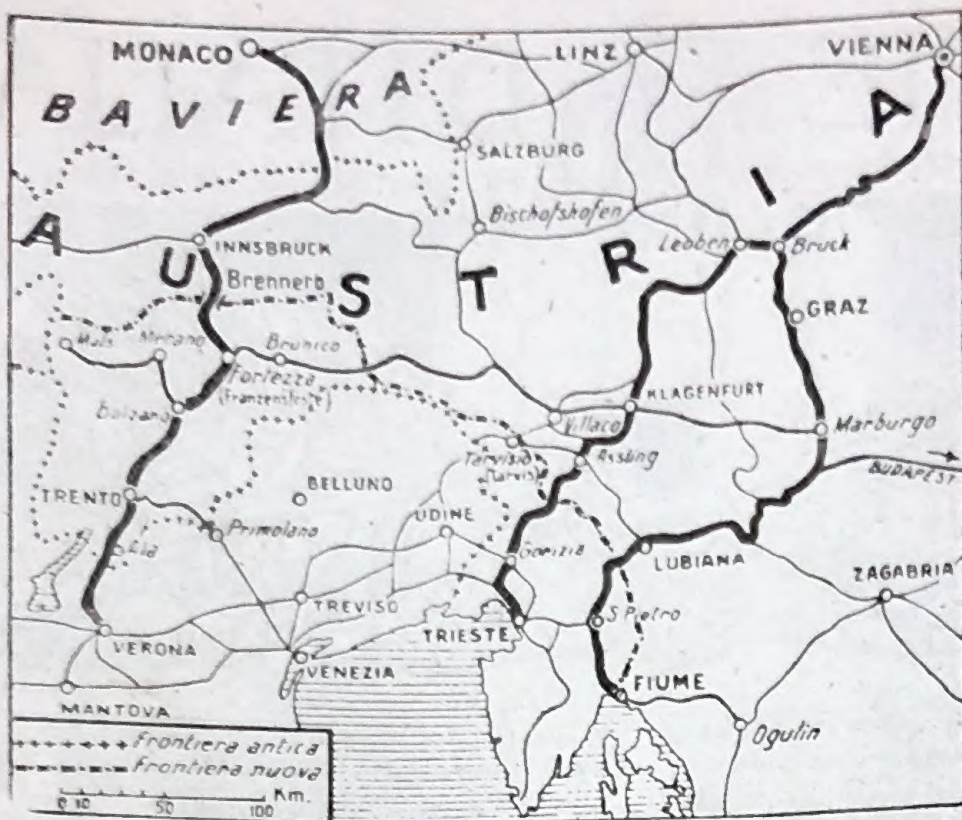 MONACO
LINZ
VIENNA
BAVIERA
SALZBURG
Bischofshofen
AUSTRIA
INNSBRUCK
Leoben
Bruck
Brennero
GRAZ
Mals
Merano
Brunico
Fortezza
(Franzensfeste)
KLAGENFURT
Villaco
Bolzano
Marburgo
Tarvisio
(Tarvis)
Assling
BUDAPEST
TRENTO
BELLUNO
UDINE
Primolano
Ala
Gorizia
LUBIANA
ZAGABRIA
TREVISO
TRIESTE
S. Pietro
VERONA
VENEZIA
FIUME
MANTOVA
Ogulin
Frontiera antica
Frontiera nuova
0 10 50 100 Km.